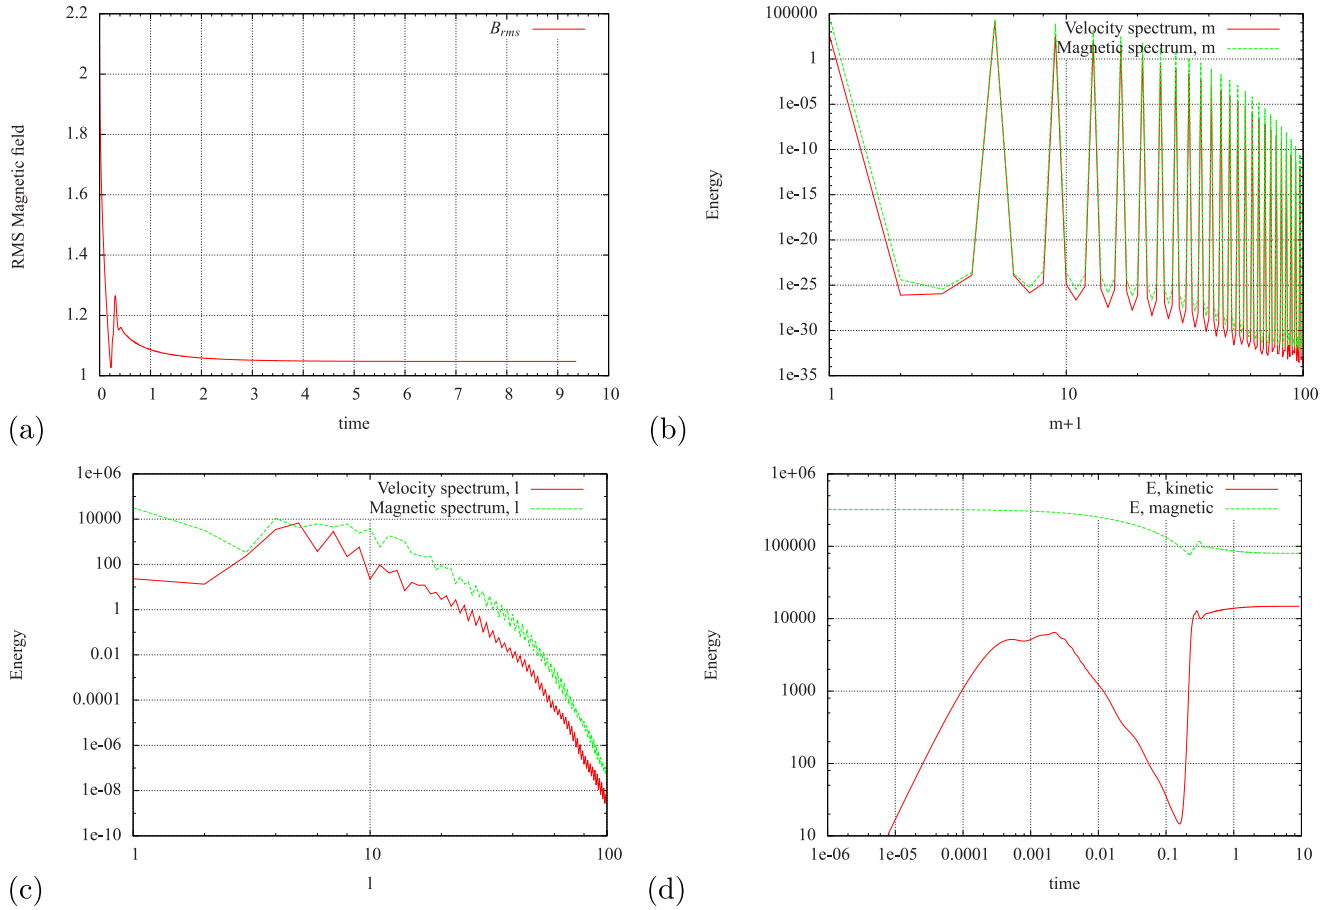 RMS Magnetic field
2.2
2
1.8
1.6
1.4
1.2
1
0 1 2 3 4 5 6 7 8 9 10
time
B_rms
(a)
Energy
100000
1
1e-05
1e-10
1e-15
1e-20
1e-25
1e-30
1e-35
1 10 100
m+1
Velocity spectrum, m
Magnetic spectrum, m
(b)
Energy
1e+06
10000
100
1
0.01
0.0001
1e-06
1e-08
1e-10
1 10 100
l
Velocity spectrum, l
Magnetic spectrum, l
(c)
Energy
1e+06
100000
10000
1000
100
10
1e-06 1e-05 0.0001 0.001 0.01 0.1 1 10
time
E, kinetic
E, magnetic
(d)